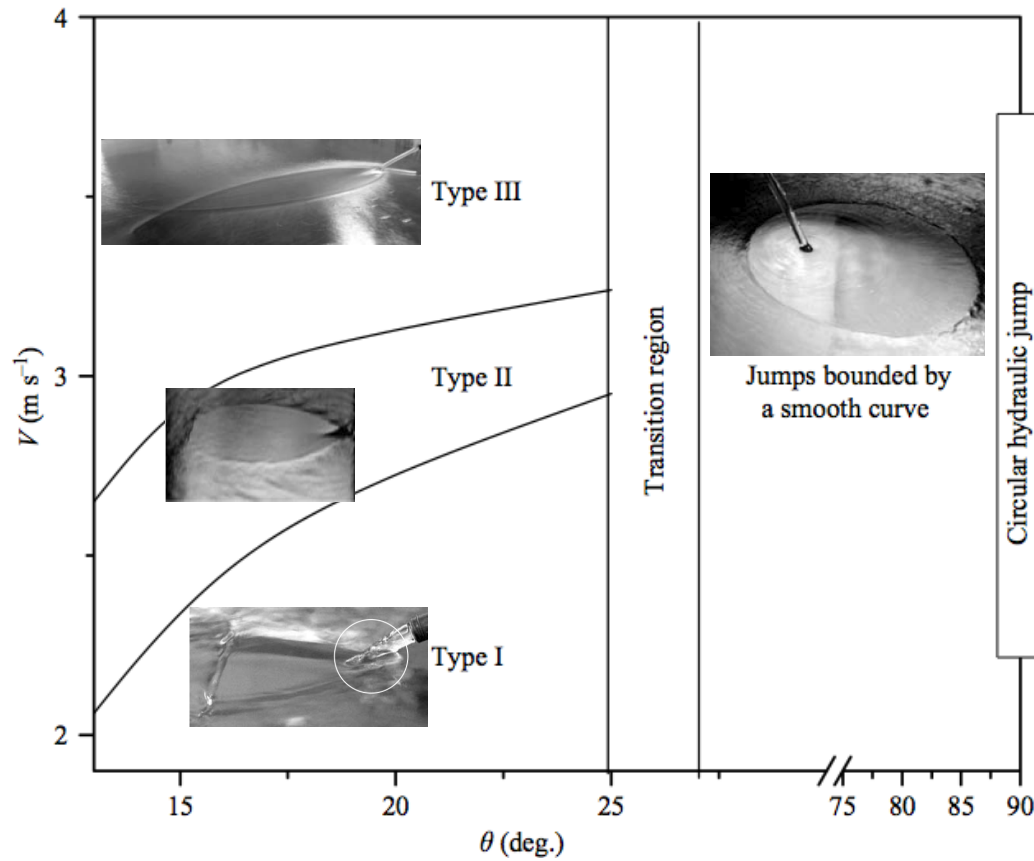 4
3
2
V (m s⁻¹)
Type III
Type II
Type I
Transition region
Jumps bounded by
a smooth curve
Circular hydraulic jump
15
20
25
75
80
85
90
θ (deg.)